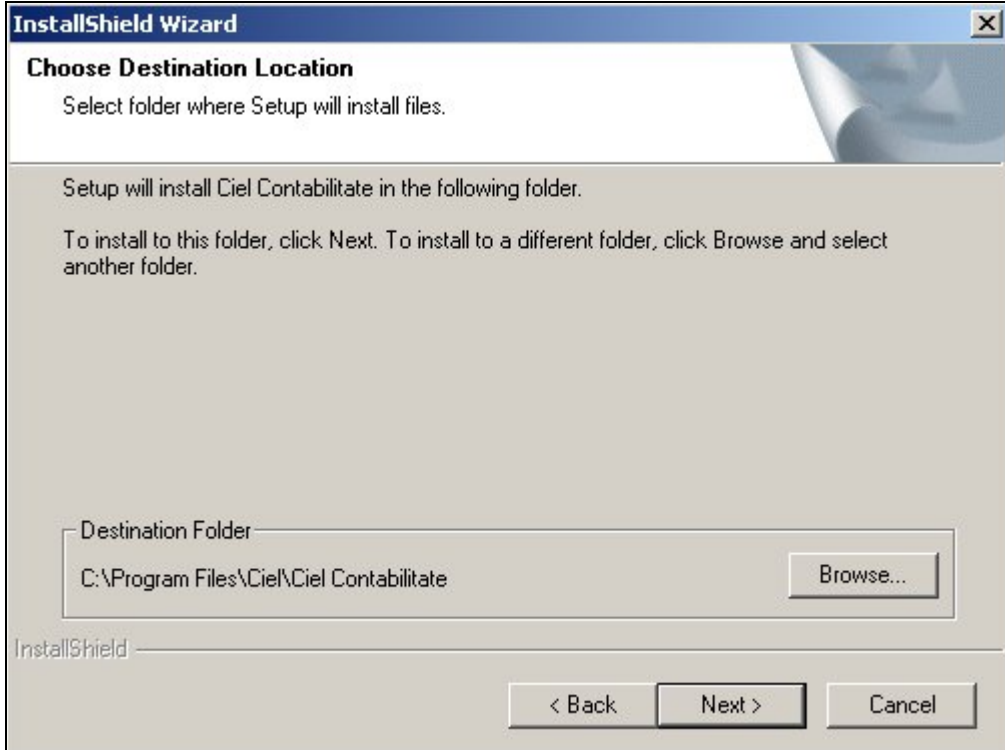 InstallShield Wizard
Choose Destination Location
Select folder where Setup will install files.
Setup will install Ciel Contabilitate in the following folder.
To install to this folder, click Next. To install to a different folder, click Browse and select
another folder.
Destination Folder
C:\Program Files\Ciel\Ciel Contabilitate
Browse...
InstallShield
< Back
Next >
Cancel